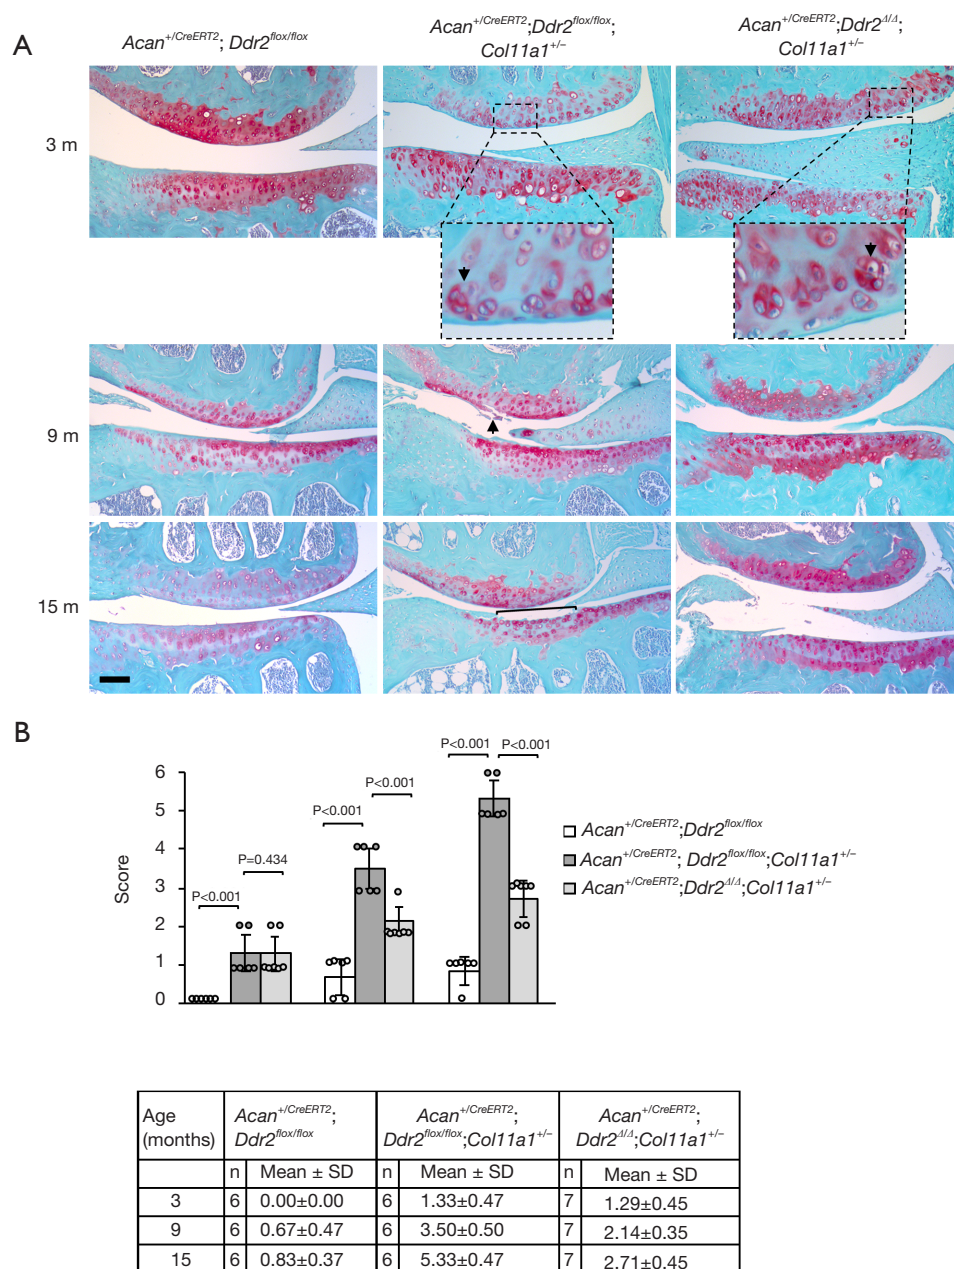 A
Acan+/CreERT2; Ddr2flox/flox
Acan+/CreERT2;Ddr2flox/flox;
Col11a1+/–
Acan+/CreERT2;Ddr2Δ/Δ;
Col11a1+/–
3 m
9 m
15 m
B
P<0.001
P=0.434
P<0.001
P<0.001
P<0.001
P<0.001
Score
6
5
4
3
2
1
0
Acan+/CreERT2;Ddr2flox/flox
Acan+/CreERT2; Ddr2flox/flox;Col11a1+/–
Acan+/CreERT2;Ddr2Δ/Δ;Col11a1+/–
Age (months) Acan+/CreERT2; Ddr2flox/flox Acan+/CreERT2; Ddr2flox/flox;Col11a1+/– Acan+/CreERT2; Ddr2Δ/Δ;Col11a1+/–
n Mean ± SD n Mean ± SD n Mean ± SD
3 6 0.00±0.00 6 1.33±0.47 7 1.29±0.45
9 6 0.67±0.47 6 3.50±0.50 7 2.14±0.35
15 6 0.83±0.37 6 5.33±0.47 7 2.71±0.45